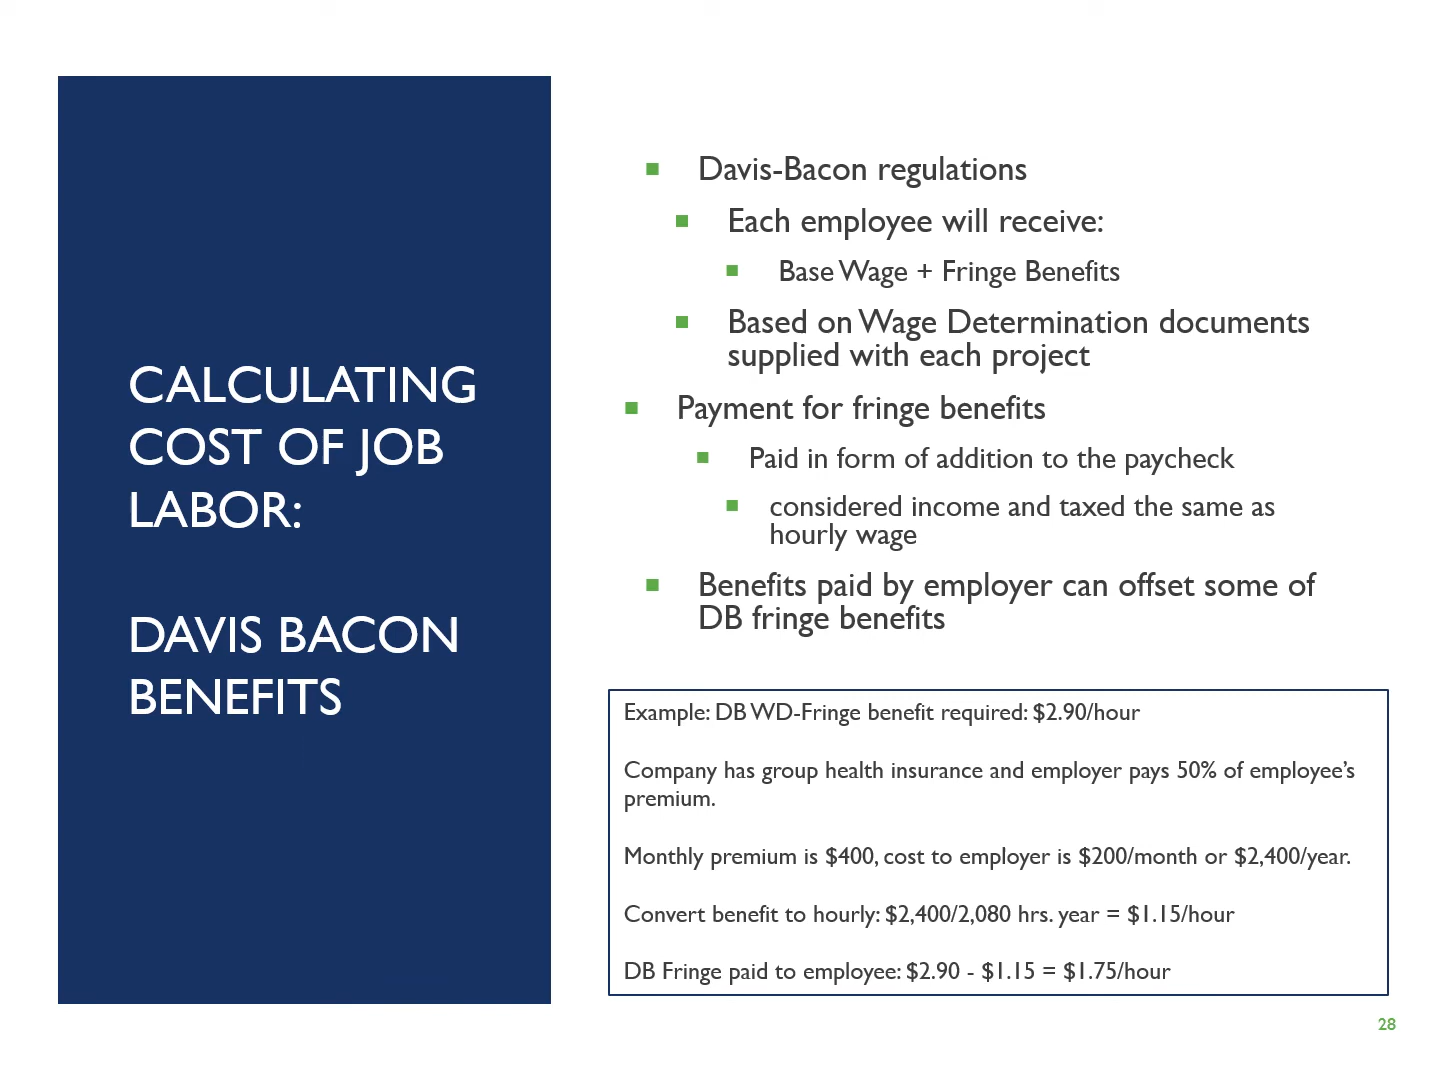 CALCULATING
COST OF JOB
LABOR:
DAVIS BACON
BENEFITS
Davis-Bacon regulations
Each employee will receive:
Base Wage + Fringe Benefits
Based on Wage Determination documents
supplied with each project
Payment for fringe benefits
Paid in form of addition to the paycheck
considered income and taxed the same as
hourly wage
Benefits paid by employer can offset some of
DB fringe benefits
Example: DB WD-Fringe benefit required: $2.90/hour
Company has group health insurance and employer pays 50% of employee’s
premium.
Monthly premium is $400, cost to employer is $200/month or $2,400/year.
Convert benefit to hourly: $2,400/2,080 hrs. year = $1.15/hour
DB Fringe paid to employee: $2.90 - $1.15 = $1.75/hour
28